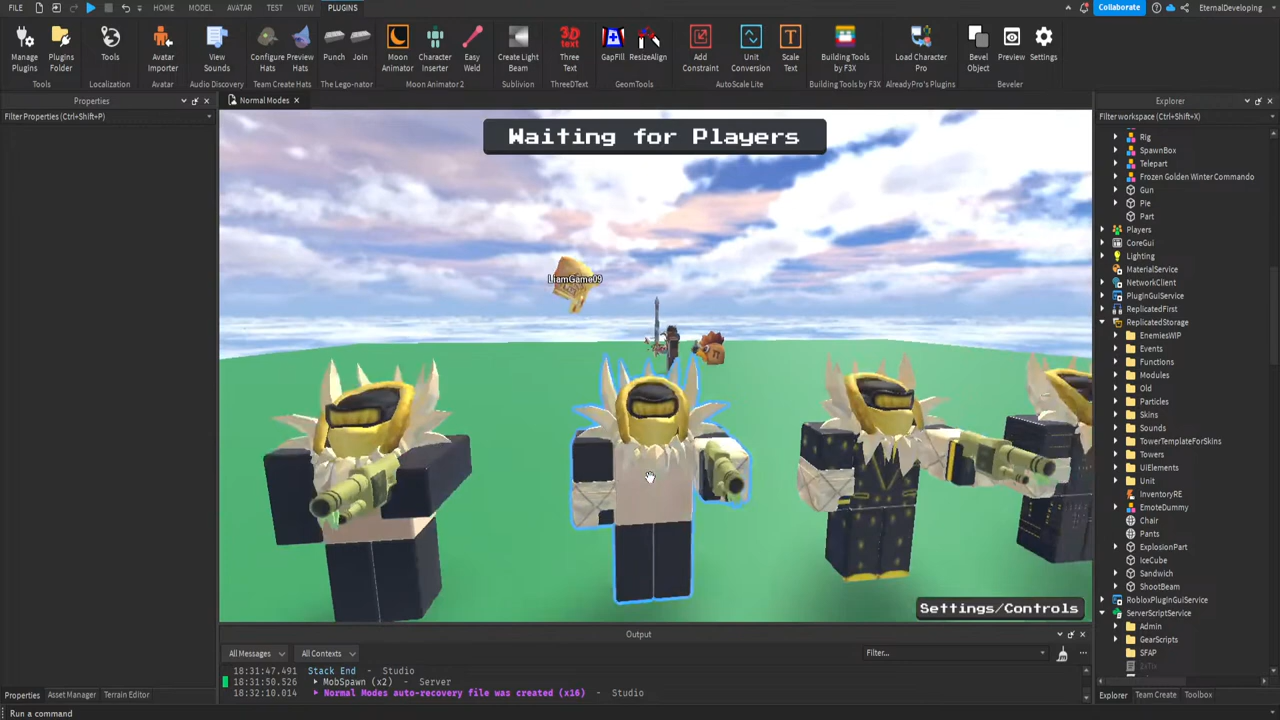 FILE
HOME
MODEL
AVATAR
TEST
VIEW
PLUGINS
Collaborate
EternalDeveloping
Manage Plugins
Plugins Folder
Tools
Avatar Importer
View Sounds
Configure Hats
Preview Hats
Punch
Join
Moon Animator
Character Inserter
Easy Weld
Create Light Beam
3D text
Three Text
GapFill
ResizeAlign
Add Constraint
Unit Conversion
Scale Text
Building Tools by F3X
Load Character Pro
Bevel Object
Preview
Settings
Tools
Localization
Avatar
Audio Discovery
Team Create Hats
The Lego-nator
Moon Animator 2
Sublivion
ThreeDText
GeomTools
AutoScale Lite
Building Tools by F3X
AlreadyPro's Plugins
Beveler
Properties
Filter Properties (Ctrl+Shift+P)
Normal Modes
Waiting for Players
LiamGame09
Settings/Controls
Explorer
Filter workspace (Ctrl+Shift+X)
Rig
SpawnBox
Telepart
Frozen Golden Winter Commando
Gun
Pie
Part
Players
CoreGui
Lighting
MaterialService
NetworkClient
PluginGuiService
ReplicatedFirst
ReplicatedStorage
EnemiesWIP
Events
Functions
Modules
Old
Particles
Skins
Sounds
TowerTemplateForSkins
Towers
UIElements
Unit
InventoryRE
EmoteDummy
Chair
Pants
ExplosionPart
IceCube
Sandwich
ShootBeam
RobloxPluginGuiService
ServerScriptService
Admin
GearScripts
SFAP
Output
All Messages
All Contexts
Filter...
18:31:47.491 Stack End - Studio
18:31:50.526 MobSpawn (x2) - Server
18:32:10.014 Normal Modes auto-recovery file was created (x16) - Studio
Properties
Asset Manager
Terrain Editor
Explorer
Team Create
Toolbox
Run a command